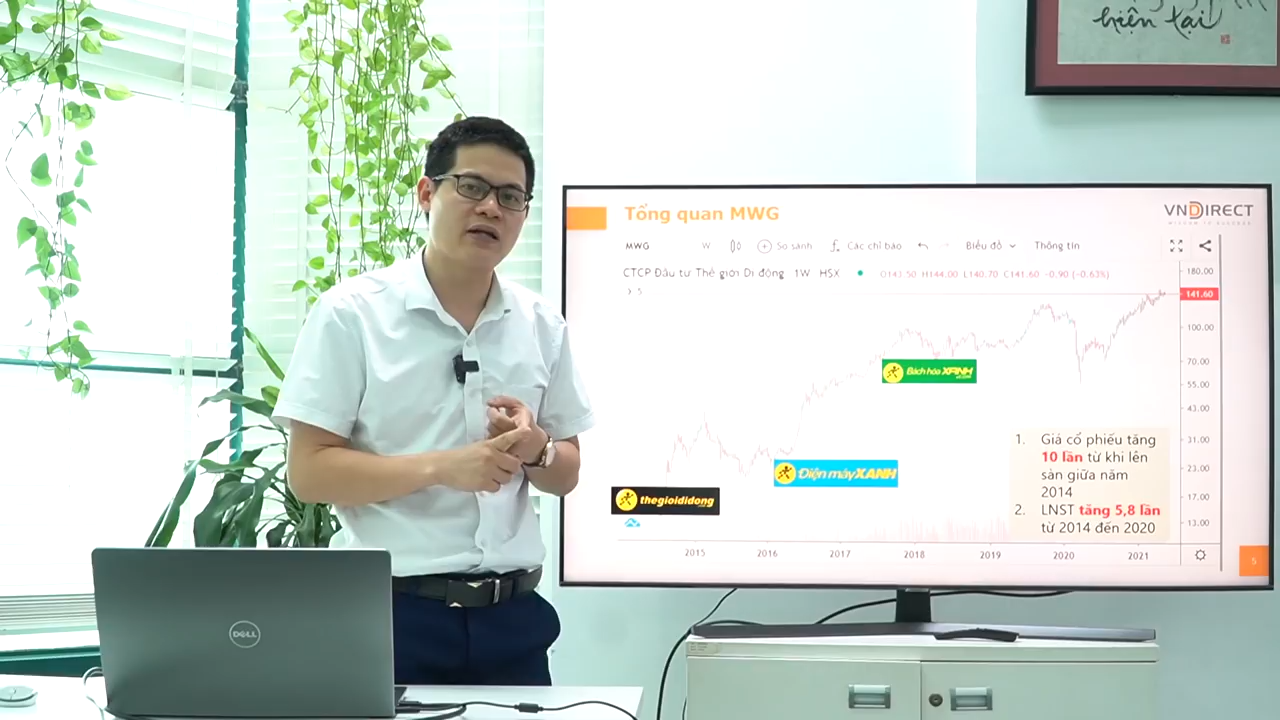 hiện tại
Tổng quan MWG
VNDIRECT
WISDOM TO SUCCESS
MWG W So sánh Các chỉ báo Biểu đồ Thông tin
CTCP Đầu tư Thế giới Di động 1W HSX O143.50 H144.00 L140.70 C141.60 -0.90 (-0.63%)
5
180.00
141.60
100.00
70.00
55.00
43.00
31.00
23.00
17.00
13.00
Bách hóa XANH
Điện máy XANH
thegioididong
1. Giá cổ phiếu tăng
10 lần từ khi lên
sàn giữa năm
2014
2. LNST tăng 5,8 lần
từ 2014 đến 2020
2015 2016 2017 2018 2019 2020 2021
5
DELL